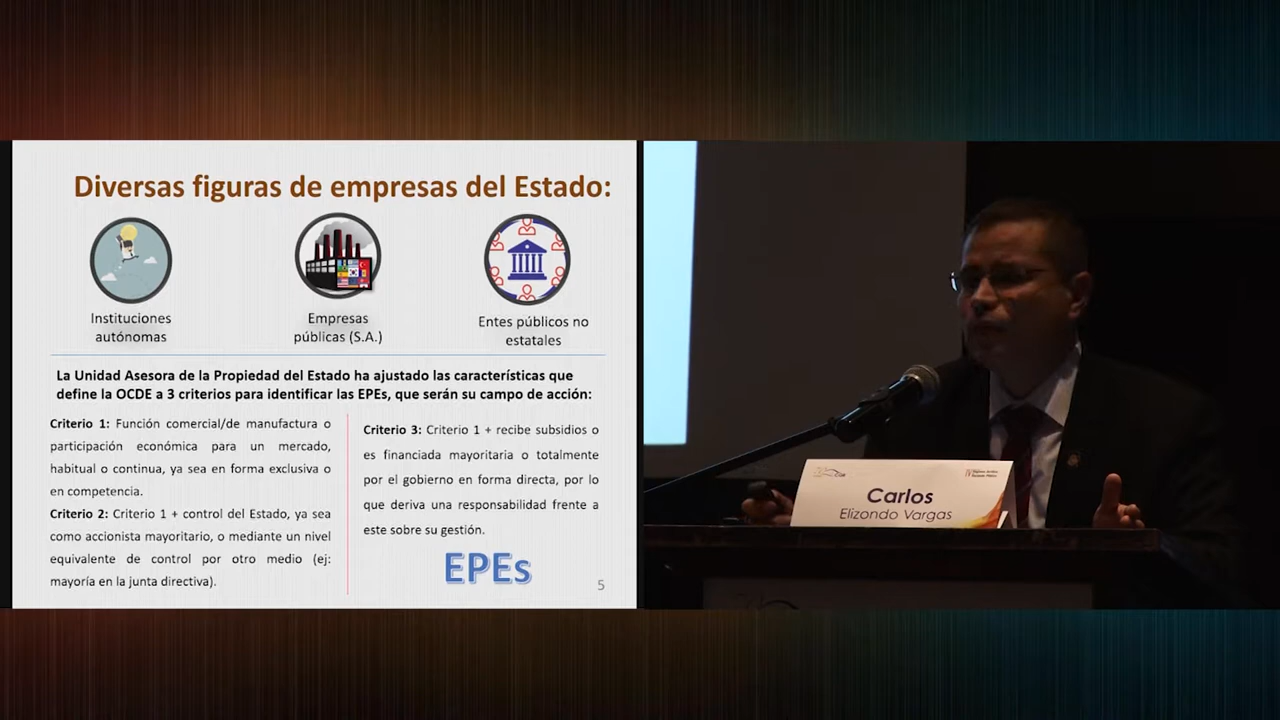 Diversas figuras de empresas del Estado:
Instituciones
autónomas
Empresas
públicas (S.A.)
Entes públicos no
estatales
La Unidad Asesora de la Propiedad del Estado ha ajustado las características que
define la OCDE a 3 criterios para identificar las EPEs, que serán su campo de acción:
Criterio 1: Función comercial/de manufactura o
participación económica para un mercado,
habitual o continua, ya sea en forma exclusiva o
en competencia.
Criterio 2: Criterio 1 + control del Estado, ya sea
como accionista mayoritario, o mediante un nivel
equivalente de control por otro medio (ej:
mayoría en la junta directiva).
Criterio 3: Criterio 1 + recibe subsidios o
es financiada mayoritaria o totalmente
por el gobierno en forma directa, por lo
que deriva una responsabilidad frente a
este sobre su gestión.
EPEs
5
Carlos
Elizondo Vargas